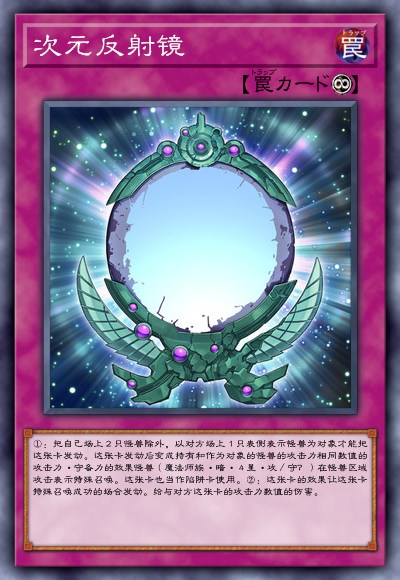 次元反射镜
トラップ
罠
トラップ
【罠カード】
①：把自己场上２只怪兽除外，以对方场上１只表侧表示怪兽为对象才能把
这张卡发动。这张卡发动后变成持有和作为对象的怪兽的攻击力相同数值的
攻击力·守备力的效果怪兽（魔法师族·暗·４星·攻／守？）在怪兽区域
攻击表示特殊召唤。这张卡也当作陷阱卡使用。②：这张卡的效果让这张卡
特殊召唤成功的场合发动。给与对方这张卡的攻击力数值的伤害。